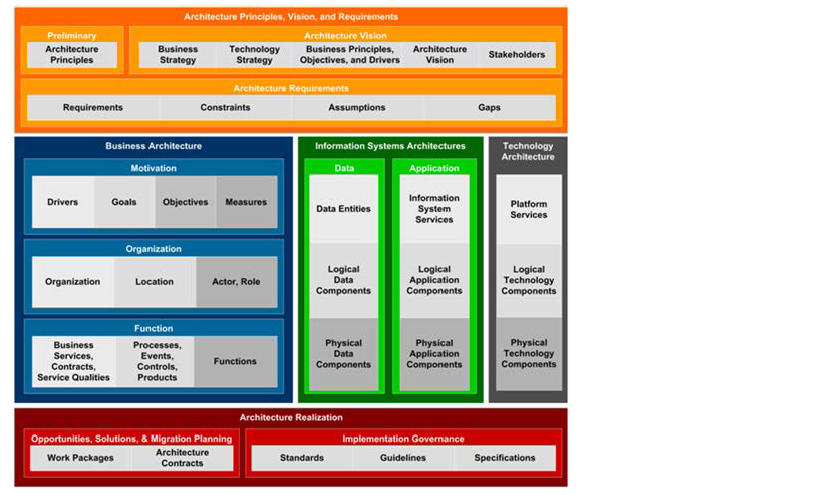 Architecture Principles, Vision, and Requirements
Preliminary
Architecture
Principles
Architecture Vision
Business
Strategy
Technology
Strategy
Business Principles,
Objectives, and Drivers
Architecture
Vision
Stakeholders
Architecture Requirements
Requirements
Constraints
Assumptions
Gaps
Business Architecture
Motivation
Drivers
Goals
Objectives
Measures
Organization
Organization
Location
Actor, Role
Function
Business
Services,
Contracts,
Service Qualities
Processes,
Events,
Controls,
Products
Functions
Information Systems Architectures
Data
Data Entities
Logical
Data
Components
Physical
Data
Components
Application
Information
System
Services
Logical
Application
Components
Physical
Application
Components
Technology
Architecture
Platform
Services
Logical
Technology
Components
Physical
Technology
Components
Architecture Realization
Opportunities, Solutions, & Migration Planning
Work Packages
Architecture
Contracts
Implementation Governance
Standards
Guidelines
Specifications